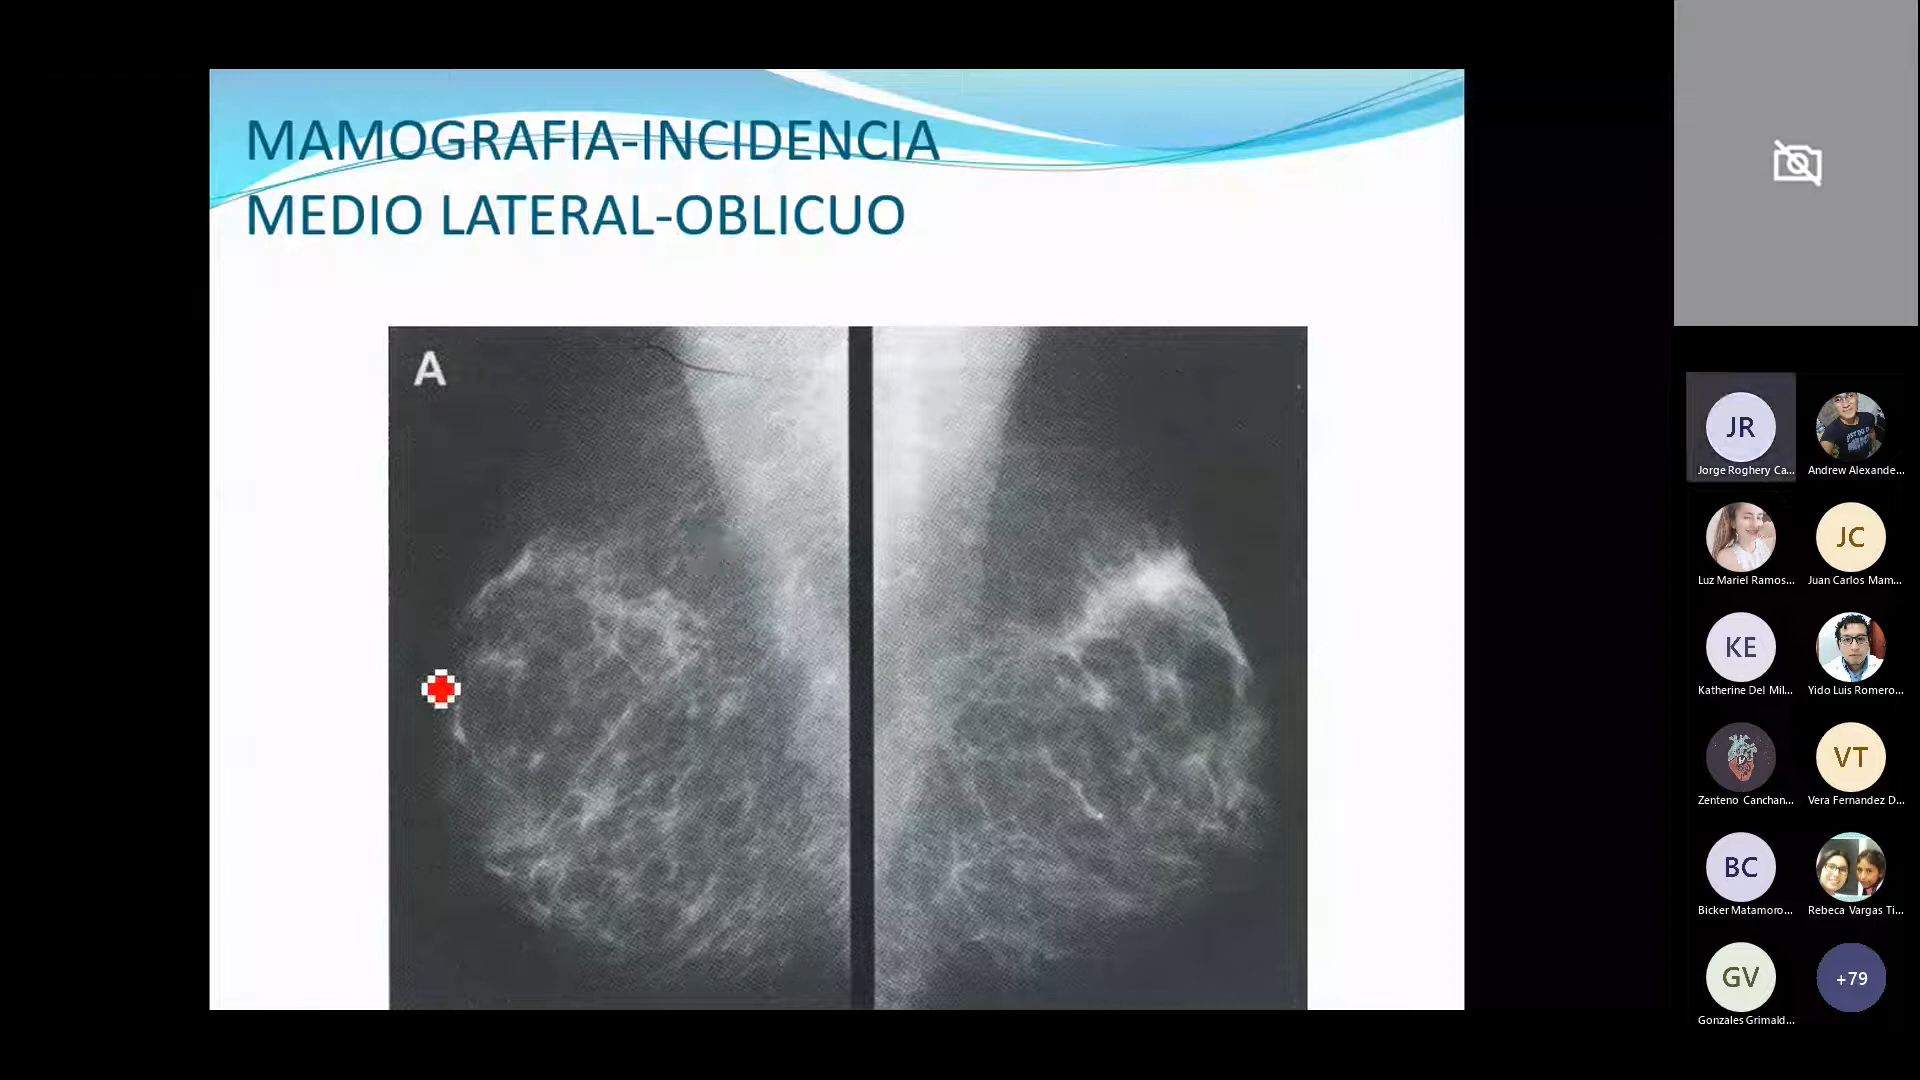 MAMOGRAFIA-INCIDENCIA
MEDIO LATERAL-OBLICUO
A
JR
Jorge Roghery Ca...
Andrew Alexande...
Luz Mariel Ramos...
JC
Juan Carlos Mam...
KE
Katherine Del Mil...
Yido Luis Romero...
Zenteno Canchan...
VT
Vera Fernandez D...
BC
Bicker Matamoro...
Rebeca Vargas Ti...
GV
Gonzales Grimald...
+79